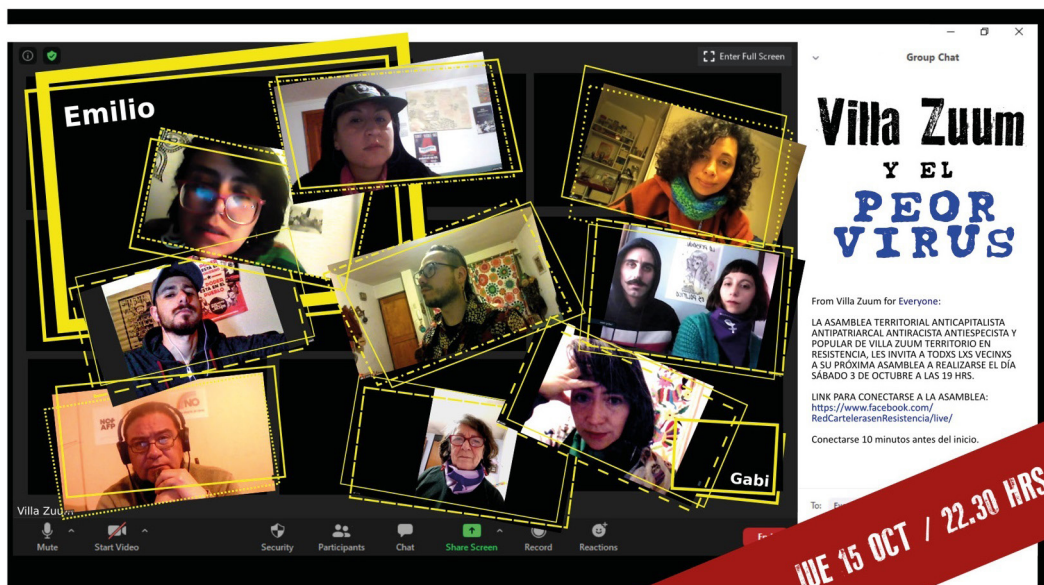 Enter Full Screen
Group Chat
Emilio
Villa Zuum
Y EL
PEOR
VIRUS
From Villa Zuum for Everyone:
LA ASAMBLEA TERRITORIAL ANTICAPITALISTA
ANTIPATRIARCAL ANTIRACISTA ANTIESPECISTA Y
POPULAR DE VILLA ZUUM TERRITORIO EN
RESISTENCIA, LES INVITA A TODXS LXS VECINXS
A SU PRÓXIMA ASAMBLEA A REALIZARSE EL DÍA
SÁBADO 3 DE OCTUBRE A LAS 19 HRS.
LINK PARA CONECTARSE A LA ASAMBLEA:
https://www.facebook.com/
RedCartelerasenResistencia/live/
Conectarse 10 minutos antes del inicio.
NO+
AFP
NO
Gabi
To:
Villa Zuum
Mute
Start Video
Security
Participants
Chat
Share Screen
Record
Reactions
JUE 15 OCT / 22.30 HRS